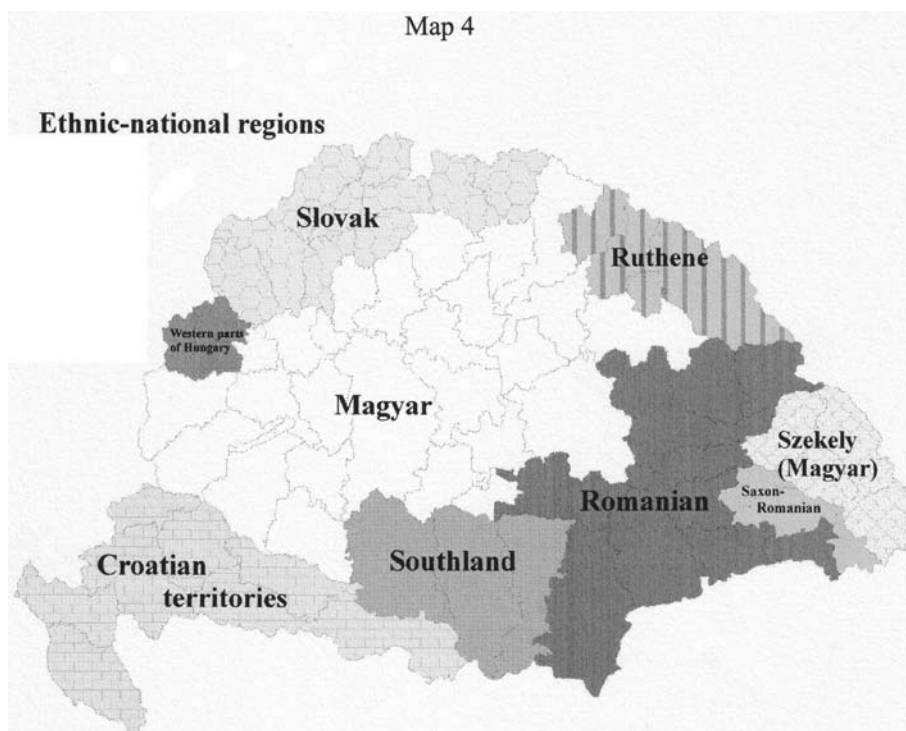 Map 4
Ethnic-national regions
Slovak
Ruthene
Western parts
of Hungary
Magyar
Szekely
(Magyar)
Saxon-
Romanian
Romanian
Southland
Croatian
territories